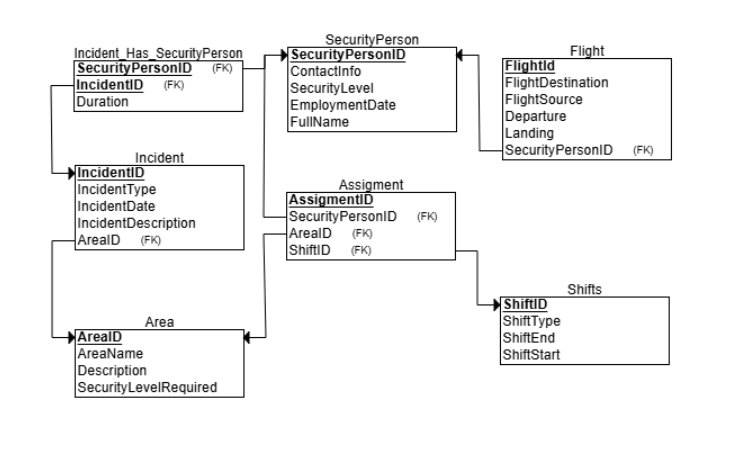 Incident_Has_SecurityPerson
SecurityPersonID (FK)
IncidentID (FK)
Duration
SecurityPerson
SecurityPersonID
ContactInfo
SecurityLevel
EmploymentDate
FullName
Flight
FlightId
FlightDestination
FlightSource
Departure
Landing
SecurityPersonID (FK)
Incident
IncidentID
IncidentType
IncidentDate
IncidentDescription
AreaID (FK)
Assigment
AssigmentID
SecurityPersonID (FK)
AreaID (FK)
ShiftID (FK)
Shifts
ShiftID
ShiftType
ShiftEnd
ShiftStart
Area
AreaID
AreaName
Description
SecurityLevelRequired